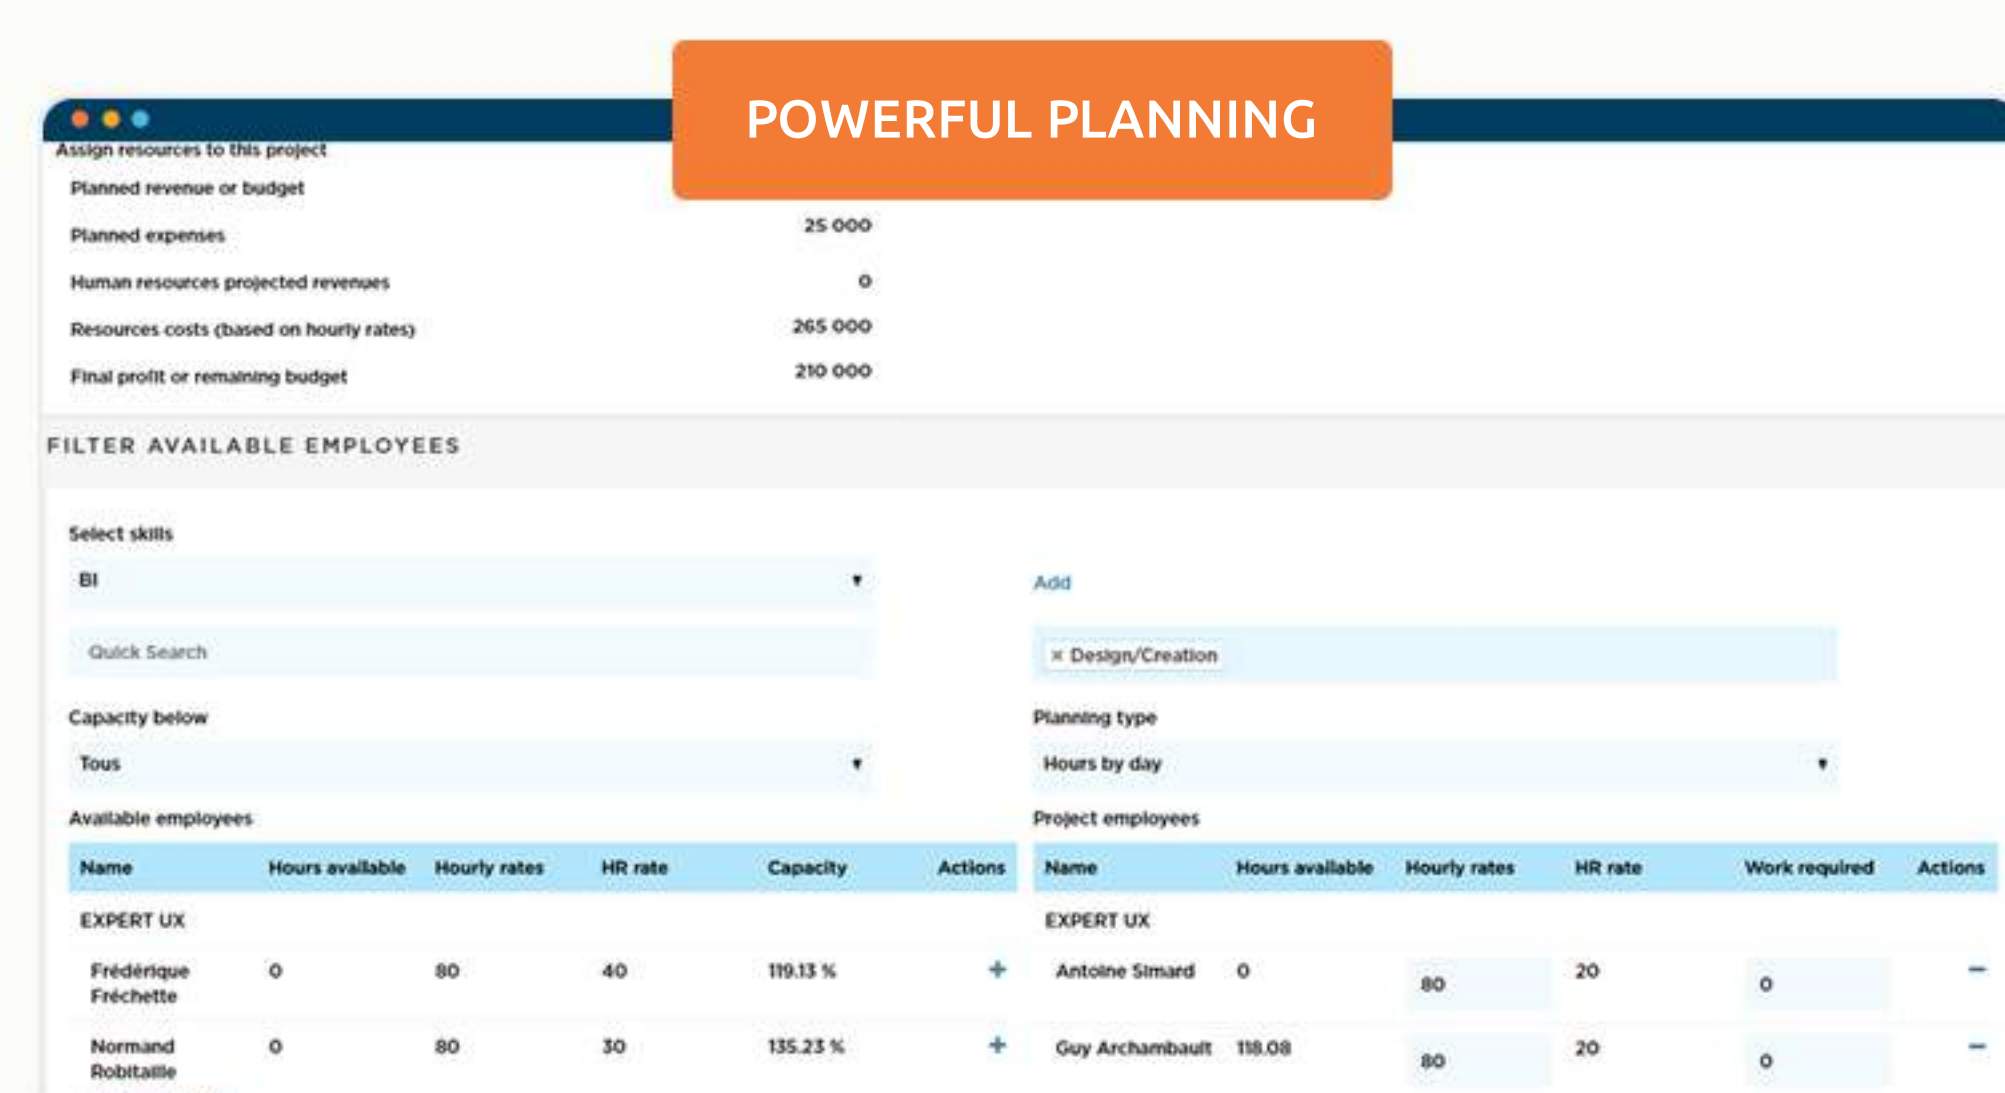 POWERFUL PLANNING
Assign resources to this project
Planned revenue or budget
Planned expenses 25 000
Human resources projected revenues 0
Resources costs (based on hourly rates) 265 000
Final profit or remaining budget 210 000
FILTER AVAILABLE EMPLOYEES
Select skills
BI ▼ Add
Quick Search × Design/Creation
Capacity below Planning type
Tous ▼ Hours by day ▼
Available employees Project employees
Name Hours available Hourly rates HR rate Capacity Actions Name Hours available Hourly rates HR rate Work required Actions
EXPERT UX EXPERT UX
Frédérique 0 80 40 119.13 % + Antoine Simard 0 80 20 0 −
Fréchette
Normand 0 80 30 135.23 % + Guy Archambault 118.08 80 20 0 −
Robitaille